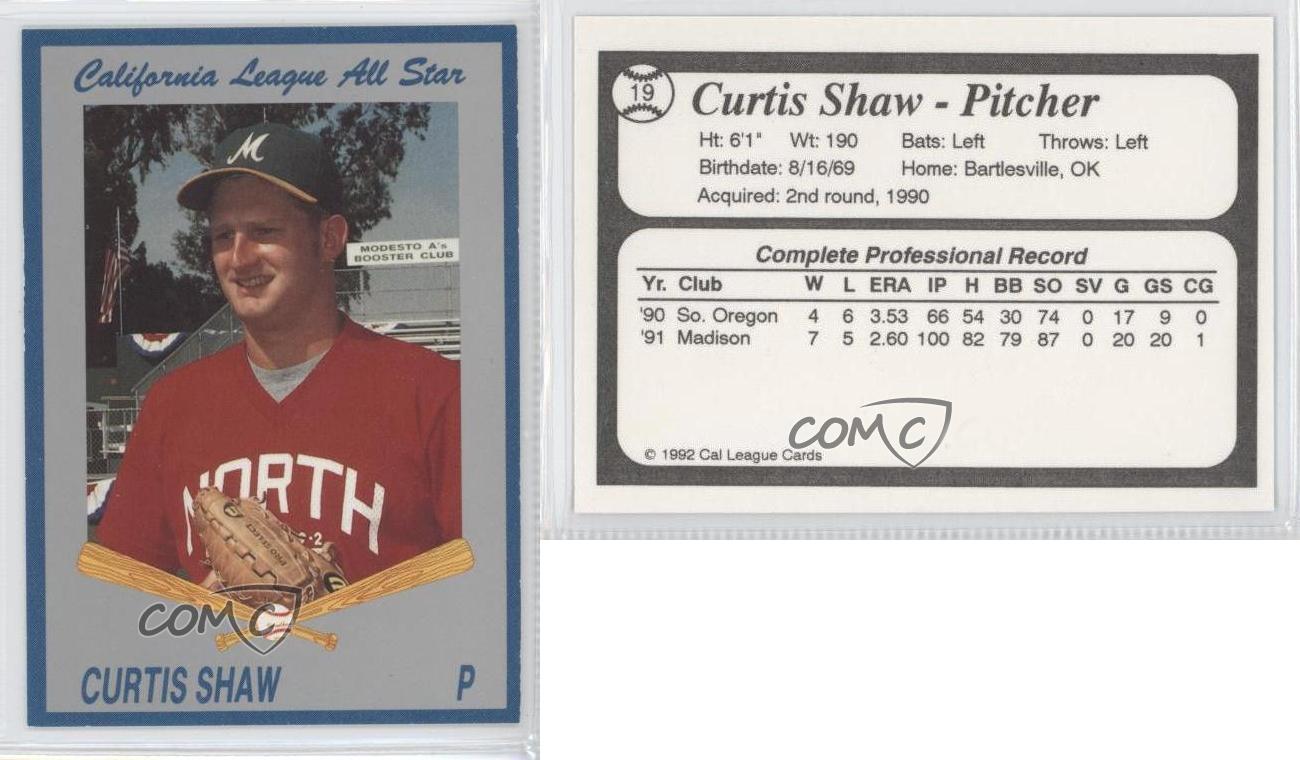 California League All Star
M
MODESTO A's
BOOSTER CLUB
NORTH
PRO SELECT
COMC
CURTIS SHAW P
19
Curtis Shaw - Pitcher
Ht: 6'1" Wt: 190 Bats: Left Throws: Left
Birthdate: 8/16/69 Home: Bartlesville, OK
Acquired: 2nd round, 1990
Complete Professional Record
Yr. Club W L ERA IP H BB SO SV G GS CG
'90 So. Oregon 4 6 3.53 66 54 30 74 0 17 9 0
'91 Madison 7 5 2.60 100 82 79 87 0 20 20 1
COMC
© 1992 Cal League Cards